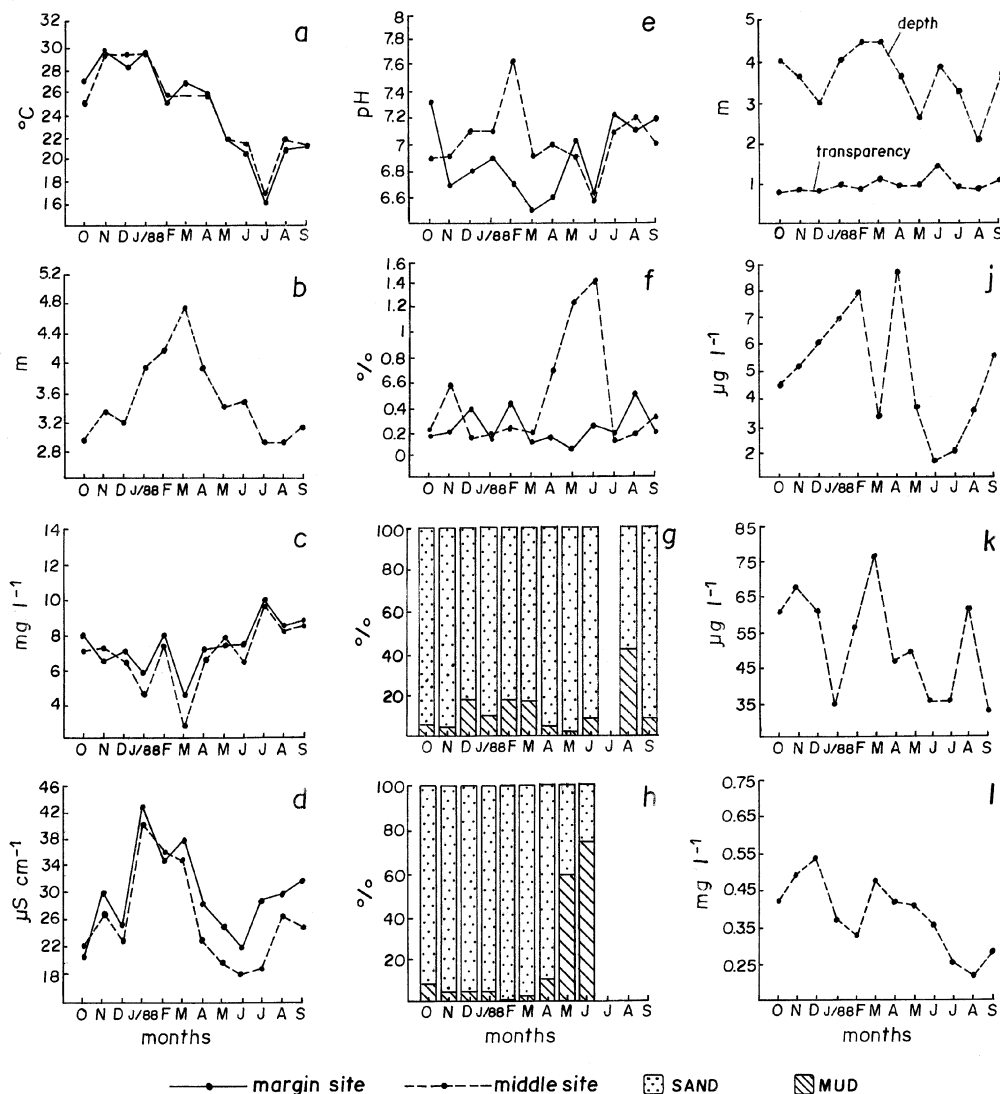 a
32
30
28
26
24
22
20
18
16
°C
O N D J/88 F M A M J J A S
e
8
7.8
7.6
7.4
7.2
7.
6.8
6.6
pH
O N D J/88 F M A M J J A S
5
4
3
2
1
m
depth
transparency
O N D J/88 F M A M J J A S
b
5.2
4.8
4.4
4
3.6
3.2
2.8
m
O N D J/88 F M A M J J A S
f
1.6
1.4
1.2
1
0.8
6.6
0.4
0.2
0
%
O N D J/88 F M A M J J A S
j
9
8
7
6
5
4
3
2
µg l⁻¹
O N D J/88 F M A M J J A S
c
14
12
10
8
6
4
mg l⁻¹
O N D J/88 F M A M J J A S
g
100
80
60
40
20
%
O N D J/88 F M A M J J A S
k
85
75
65
55
45
35
µg l⁻¹
O N D J/88 F M A M J J A S
d
46
42
38
34
30
26
22
18
µS cm⁻¹
O N D J/88 F M A M J J A S
months
h
100
80
60
40
20
%
O N D J/88 F M A M J J A S
months
l
0.75
0.65
0.55
0.45
0.35
0.25
mg l⁻¹
O N D J/88 F M A M J J A S
months
margin site middle site SAND MUD